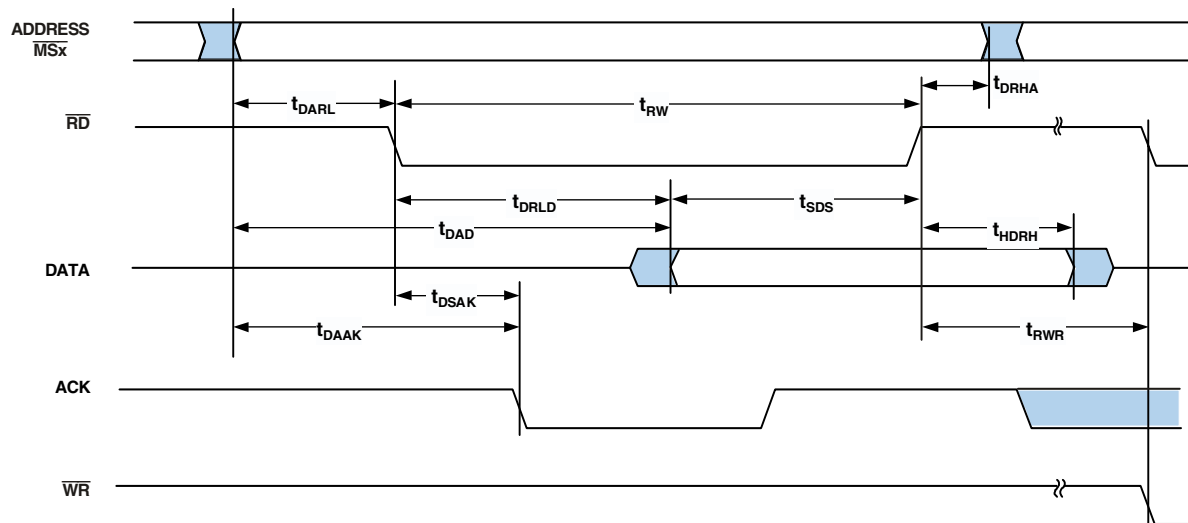 ADDRESS
MSx
tDARL
tRW
tDRHA
RD
tDRLD
tSDS
tDAD
tHDRH
DATA
tDSAK
tDAAK
tRWR
ACK
WR